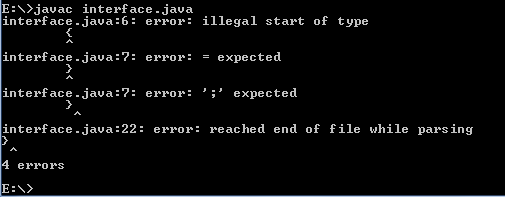 E:\>javac interface.java
interface.java:6: error: illegal start of type
{
^
interface.java:7: error: = expected
}
^
interface.java:7: error: ';' expected
}
^
interface.java:22: error: reached end of file while parsing
}
^
4 errors
E:\>